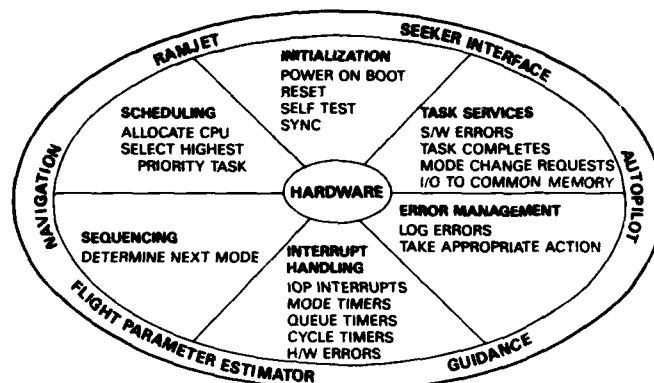 RAMJET
SEEKER INTERFACE
AUTOPILOT
GUIDANCE
FLIGHT PARAMETER ESTIMATOR
NAVIGATION
INITIALIZATION
POWER ON BOOT
RESET
SELF TEST
SYNC
SCHEDULING
ALLOCATE CPU
SELECT HIGHEST
PRIORITY TASK
TASK SERVICES
S/W ERRORS
TASK COMPLETES
MODE CHANGE REQUESTS
I/O TO COMMON MEMORY
HARDWARE
SEQUENCING
DETERMINE NEXT MODE
INTERRUPT
HANDLING
IOP INTERRUPTS
MODE TIMERS
QUEUE TIMERS
CYCLE TIMERS
H/W ERRORS
ERROR MANAGEMENT
LOG ERRORS
TAKE APPROPRIATE ACTION